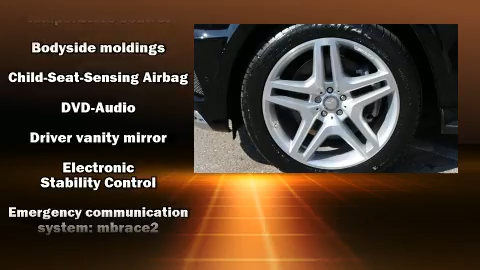 Bodyside moldings
Child-Seat-Sensing Airbag
DVD-Audio
Driver vanity mirror
Electronic
Stability Control
Emergency communication
system: mbrace2